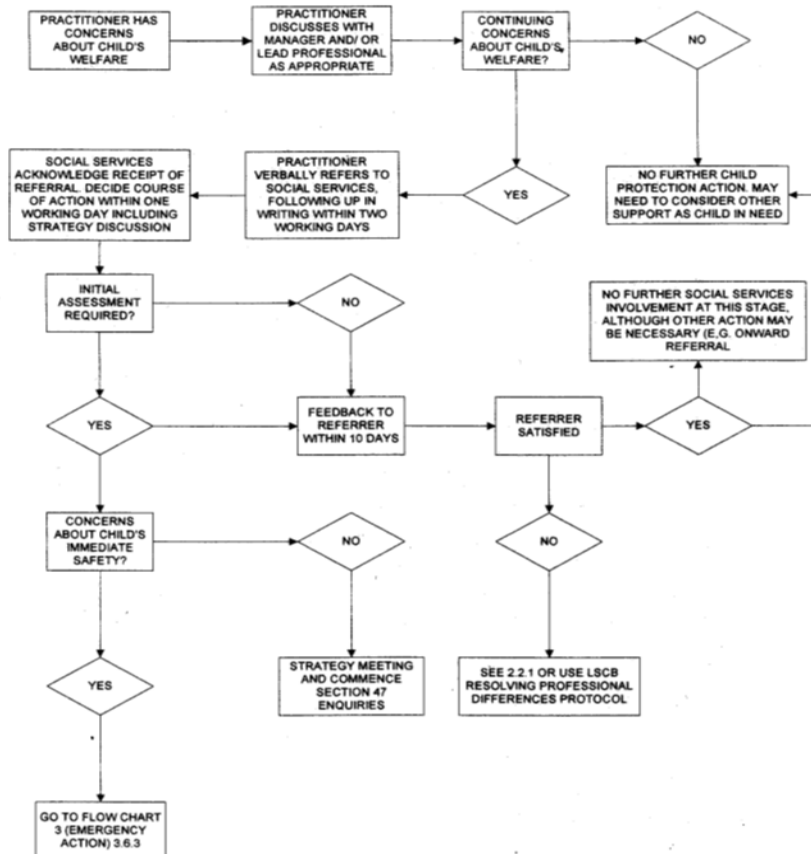 PRACTITIONER HAS
CONCERNS
ABOUT CHILD'S
WELFARE
PRACTITIONER
DISCUSSES WITH
MANAGER AND/ OR
LEAD PROFESSIONAL
AS APPROPRIATE
CONTINUING
CONCERNS
ABOUT CHILD'S
WELFARE?
NO
SOCIAL SERVICES
ACKNOWLEDGE RECEIPT OF
REFERRAL. DECIDE COURSE
OF ACTION WITHIN ONE
WORKING DAY INCLUDING
STRATEGY DISCUSSION
PRACTITIONER
VERBALLY REFERS TO
SOCIAL SERVICES,
FOLLOWING UP IN
WRITING WITHIN TWO
WORKING DAYS
YES
NO FURTHER CHILD
PROTECTION ACTION. MAY
NEED TO CONSIDER OTHER
SUPPORT AS CHILD IN NEED
INITIAL
ASSESSMENT
REQUIRED?
NO
NO FURTHER SOCIAL SERVICES
INVOLVEMENT AT THIS STAGE,
ALTHOUGH OTHER ACTION MAY
BE NECESSARY (E,G. ONWARD
REFERRAL
YES
FEEDBACK TO
REFERRER
WITHIN 10 DAYS
REFERRER
SATISFIED
YES
CONCERNS
ABOUT CHILD'S
IMMEDIATE
SAFETY?
NO
NO
YES
STRATEGY MEETING
AND COMMENCE
SECTION 47
ENQUIRIES
SEE 2.2.1 OR USE LSCB
RESOLVING PROFESSIONAL
DIFFERENCES PROTOCOL
GO TO FLOW CHART
3 (EMERGENCY
ACTION) 3.6.3